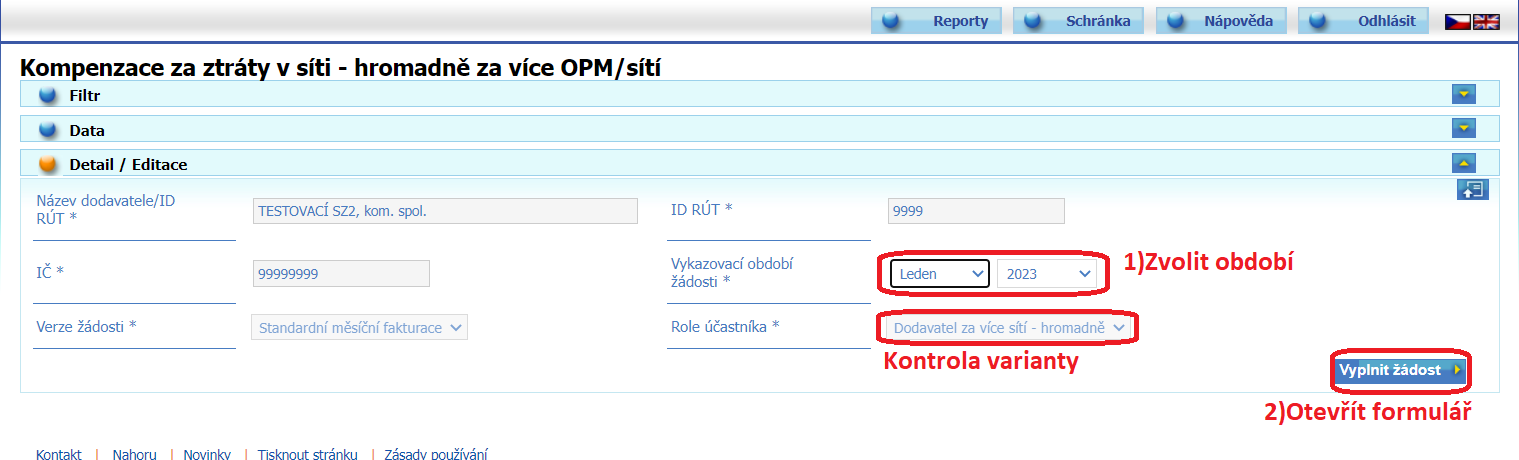 Reporty Schránka Nápověda Odhlásit
Kompenzace za ztráty v síti - hromadně za více OPM/sítí
Filtr
Data
Detail / Editace
Název dodavatele/ID RÚT *
TESTOVACÍ SZ2, kom. spol.
ID RÚT *
9999
IČ *
99999999
Vykazovací období
žádosti *
Leden 2023
1)Zvolit období
Verze žádosti *
Standardní měsíční fakturace
Role účastníka *
Dodavatel za více sítí - hromadně
Kontrola varianty
Vyplnit žádost
2)Otevřít formulář
Kontakt | Nahoru | Novinky | Tisknout stránku | Zásady používání